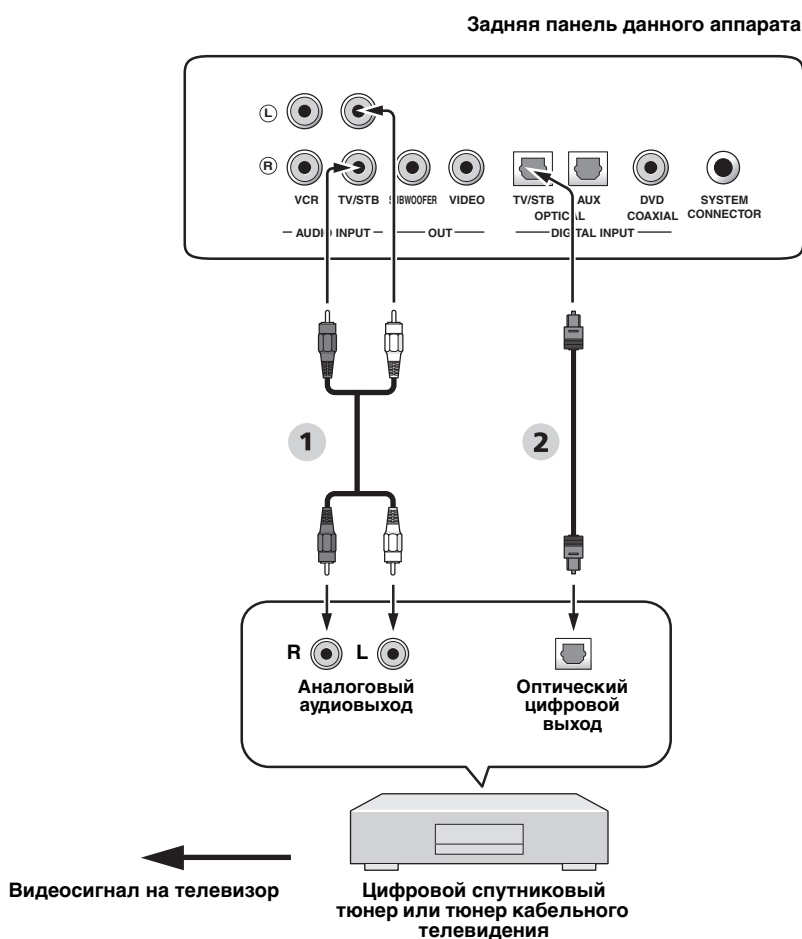 Задняя панель данного аппарата
L
R
VCR TV/STB SUBWOOFER VIDEO TV/STB AUX DVD SYSTEM
OPTICAL COAXIAL CONNECTOR
AUDIO INPUT OUT DIGITAL INPUT
1 2
R L
Аналоговый
аудиовыход
Оптический
цифровой
выход
Видеосигнал на телевизор
Цифровой спутниковый
тюнер или тюнер кабельного
телевидения